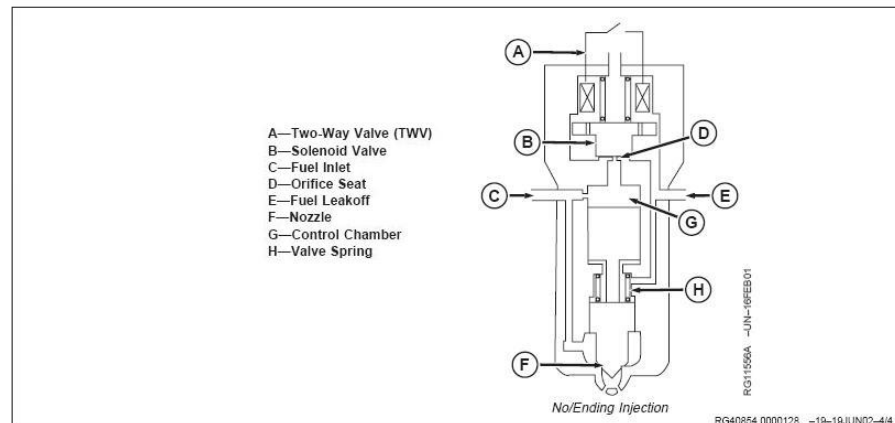 A—Two-Way Valve (TWV)
B—Solenoid Valve
C—Fuel Inlet
D—Orifice Seat
E—Fuel Leakoff
F—Nozzle
G—Control Chamber
H—Valve Spring
A
B
D
C
E
G
H
F
No/Ending Injection
RG11556A –UN–16FEB01
RG40854,0000128 –19–19JUN02–4/4